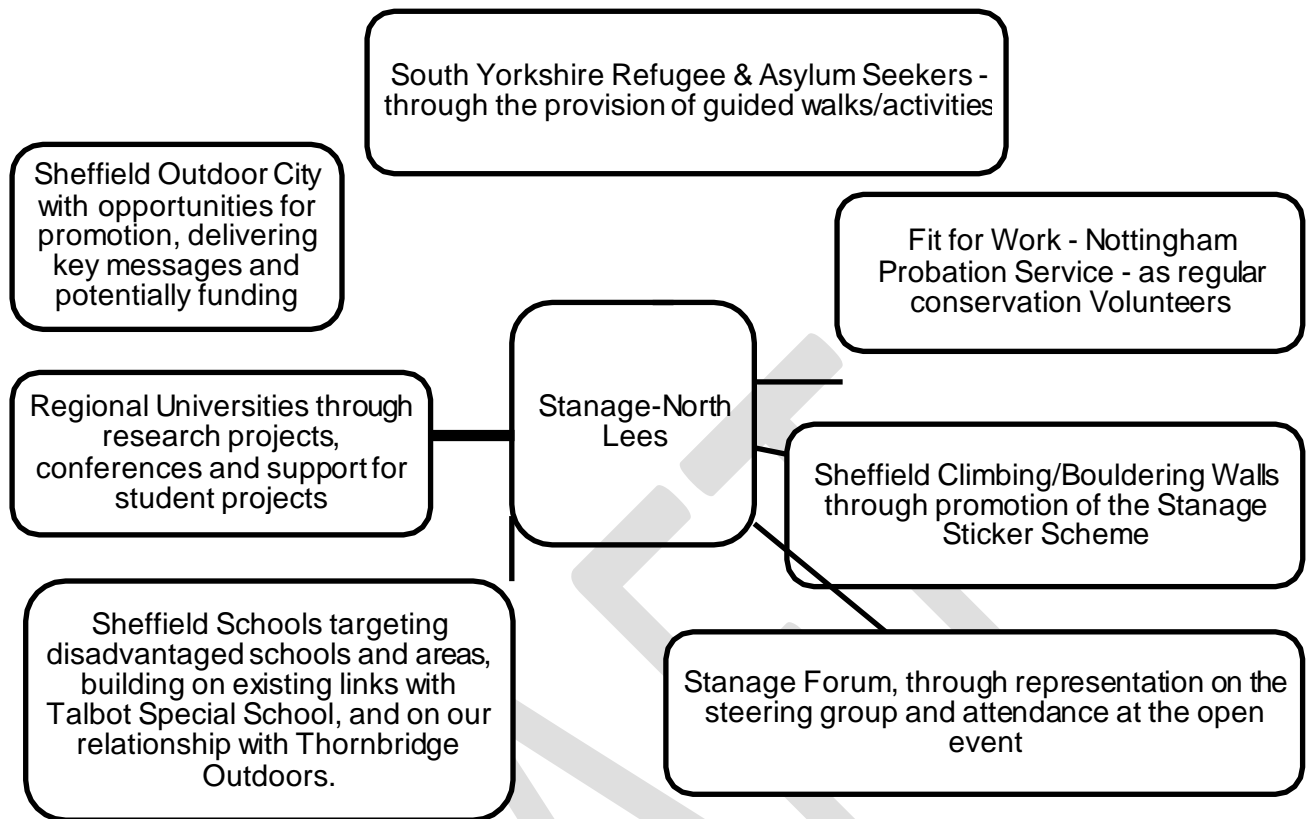 South Yorkshire Refugee & Asylum Seekers -
through the provision of guided walks/activities
Sheffield Outdoor City
with opportunities for
promotion, delivering
key messages and
potentially funding
Fit for Work - Nottingham
Probation Service - as regular
conservation Volunteers
Stanage-North
Lees
Regional Universities through
research projects,
conferences and support for
student projects
Sheffield Climbing/Bouldering Walls
through promotion of the Stanage
Sticker Scheme
Sheffield Schools targeting
disadvantaged schools and areas,
building on existing links with
Talbot Special School, and on our
relationship with Thornbridge
Outdoors.
Stanage Forum, through representation on the
steering group and attendance at the open
event